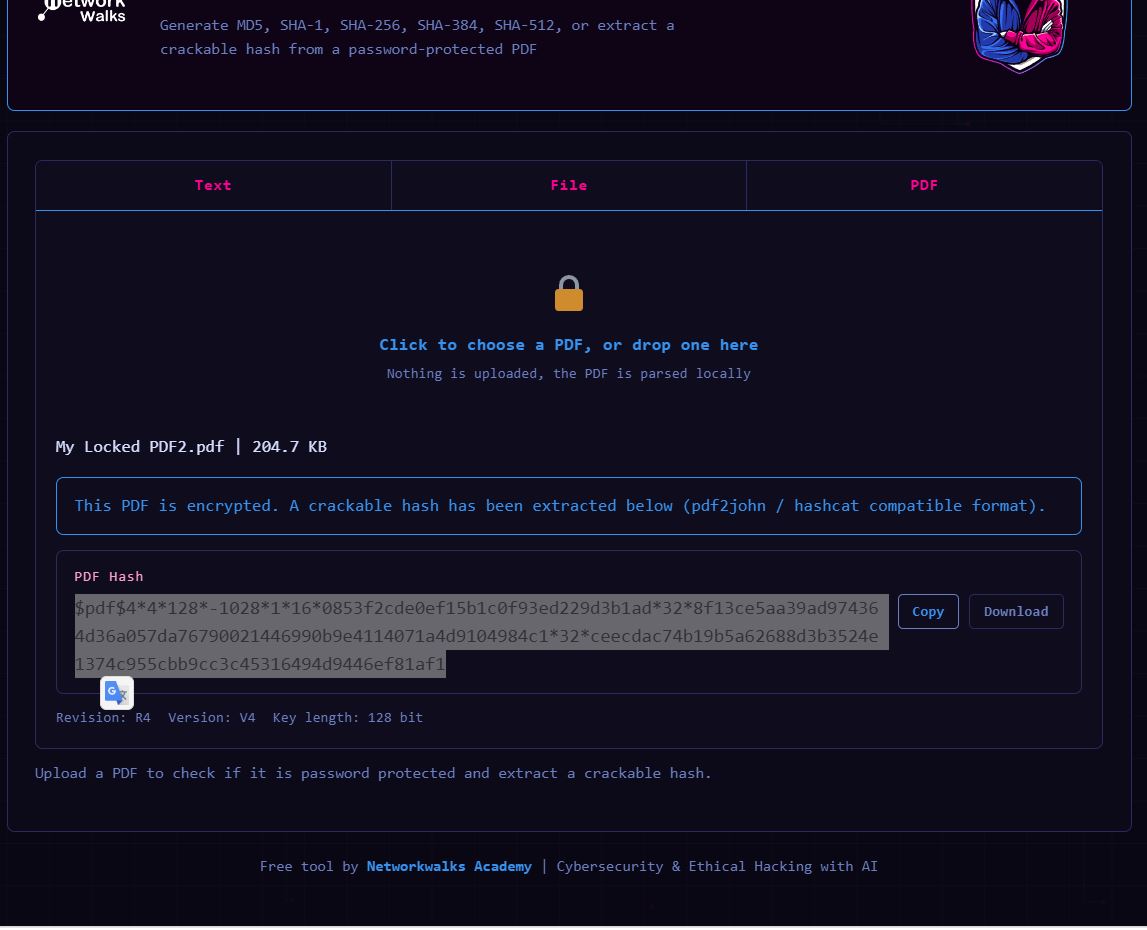 Network
Walks
Generate MD5, SHA-1, SHA-256, SHA-384, SHA-512, or extract a
crackable hash from a password-protected PDF
Text
File
PDF
Click to choose a PDF, or drop one here
Nothing is uploaded, the PDF is parsed locally
My Locked PDF2.pdf | 204.7 KB
This PDF is encrypted. A crackable hash has been extracted below (pdf2john / hashcat compatible format).
PDF Hash
$pdf$4*4*128*-1028*1*16*0853f2cde0ef15b1c0f93ed229d3b1ad*32*8f13ce5aa39ad97436
4d36a057da76790021446990b9e4114071a4d9104984c1*32*ceecdac74b19b5a62688d3b3524e
1374c955cbb9cc3c45316494d9446ef81af1
Copy
Download
Revision: R4 Version: V4 Key length: 128 bit
Upload a PDF to check if it is password protected and extract a crackable hash.
Free tool by Networkwalks Academy | Cybersecurity & Ethical Hacking with AI